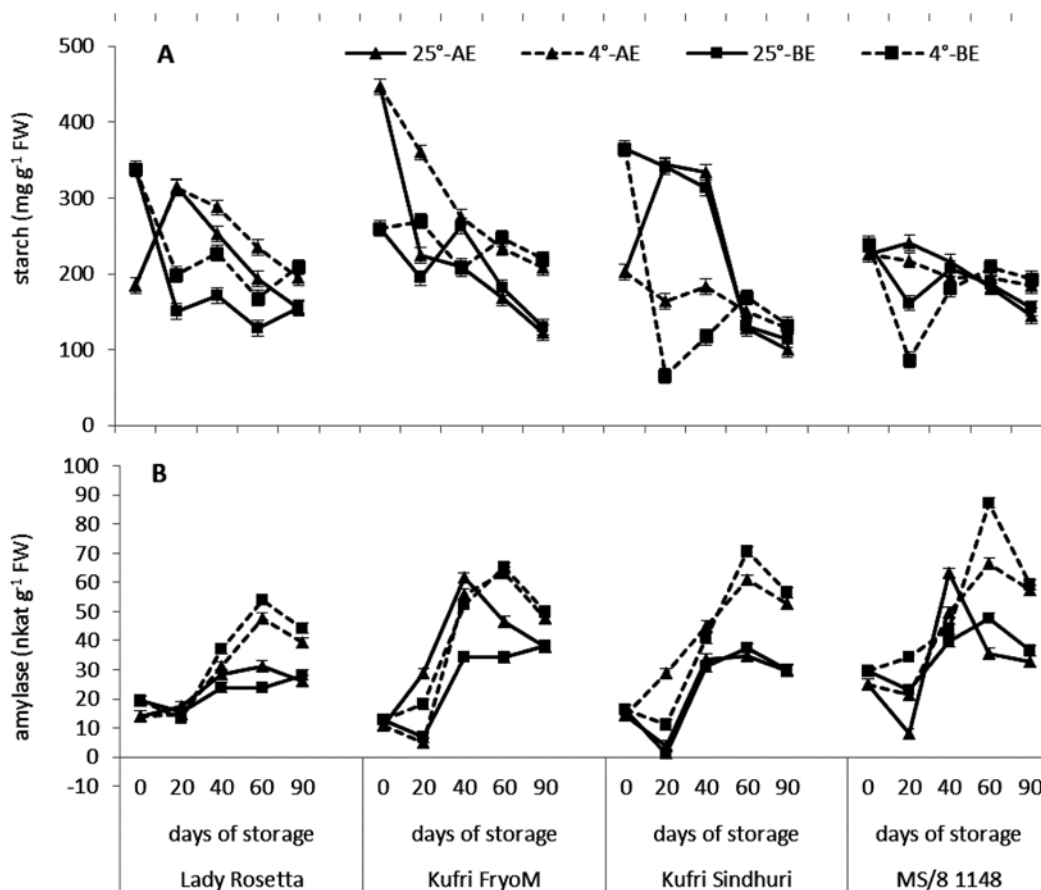 A
25°-AE 4°-AE 25°-BE 4°-BE
starch (mg g⁻¹ FW)
500
400
300
200
100
0
B
amylase (nkat g⁻¹ FW)
100
90
80
70
60
50
40
30
20
10
0
-10
0 20 40 60 90 0 20 40 60 90 0 20 40 60 90 0 20 40 60 90
days of storage days of storage days of storage days of storage
Lady Rosetta Kufri FryoM Kufri Sindhuri MS/8 1148